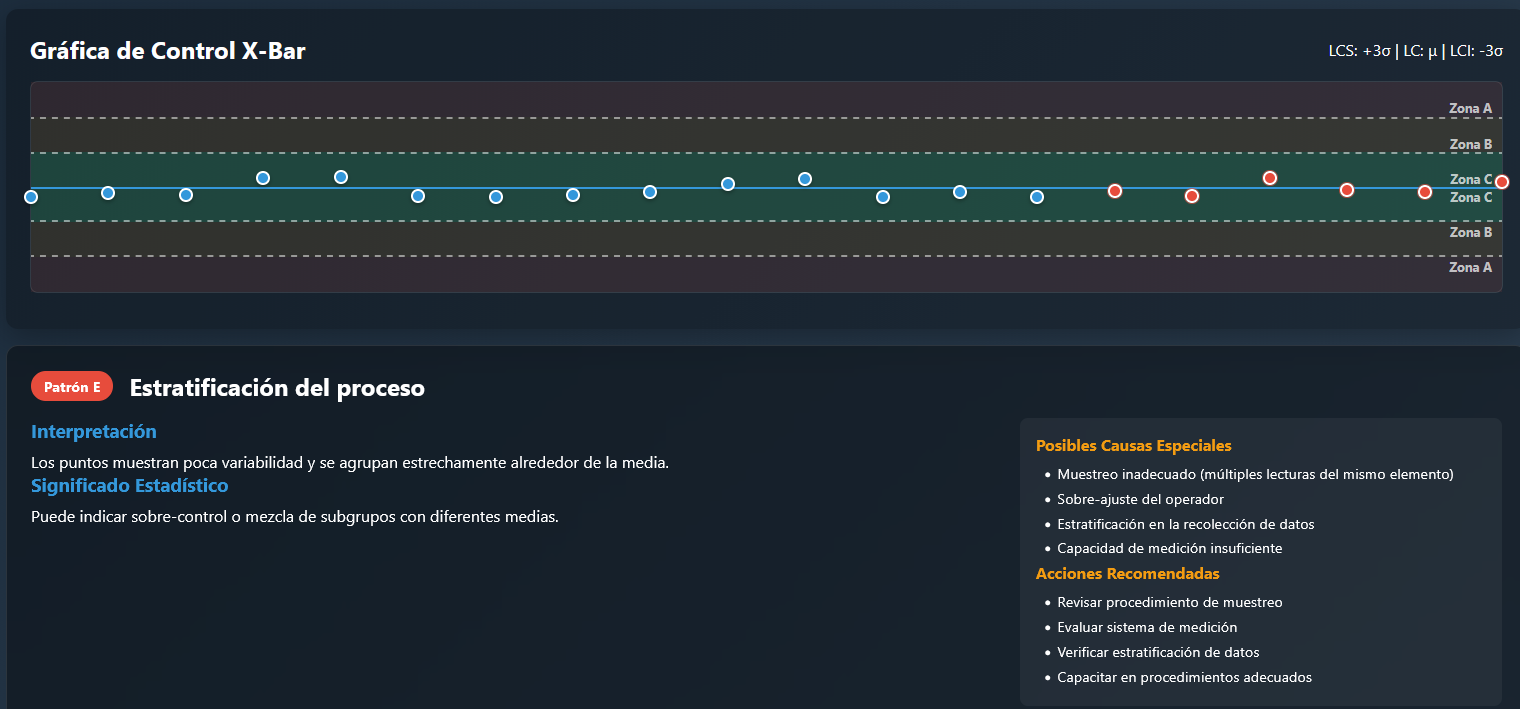 Gráfica de Control X-Bar
LCS: +3σ | LC: μ | LCI: -3σ
Zona A
Zona B
Zona C
Zona C
Zona B
Zona A
Patrón E
Estratificación del proceso
Interpretación
Los puntos muestran poca variabilidad y se agrupan estrechamente alrededor de la media.
Significado Estadístico
Puede indicar sobre-control o mezcla de subgrupos con diferentes medias.
Posibles Causas Especiales
• Muestreo inadecuado (múltiples lecturas del mismo elemento)
• Sobre-ajuste del operador
• Estratificación en la recolección de datos
• Capacidad de medición insuficiente
Acciones Recomendadas
• Revisar procedimiento de muestreo
• Evaluar sistema de medición
• Verificar estratificación de datos
• Capacitar en procedimientos adecuados